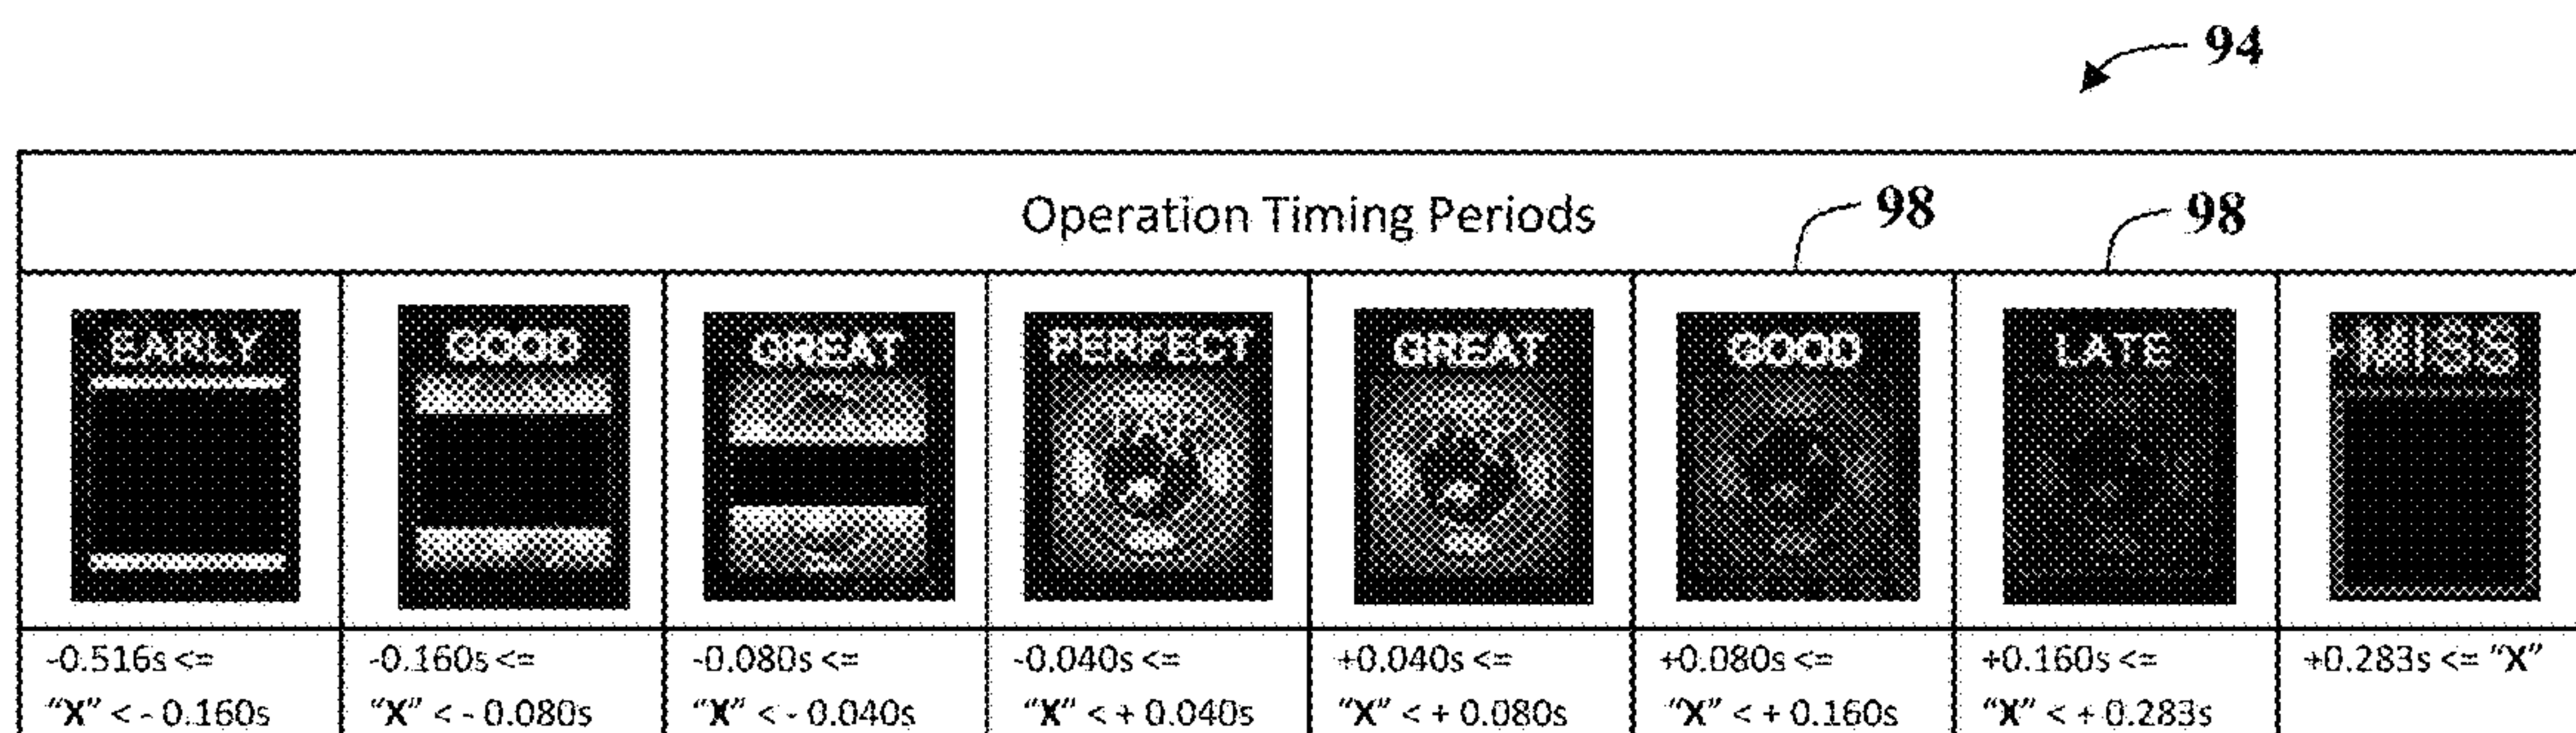 94
Operation Timing Periods
98
98
EARLY GOOD GREAT PERFECT GREAT GOOD LATE MISS
-0.516s <= -0.160s <= -0.080s <= -0.040s <= +0.040s <= +0.080s <= +0.160s <= +0.283s <= "X"
"X" < - 0.160s "X" < - 0.080s "X" < - 0.040s "X" < + 0.040s "X" < + 0.080s "X" < + 0.160s "X" < + 0.283s